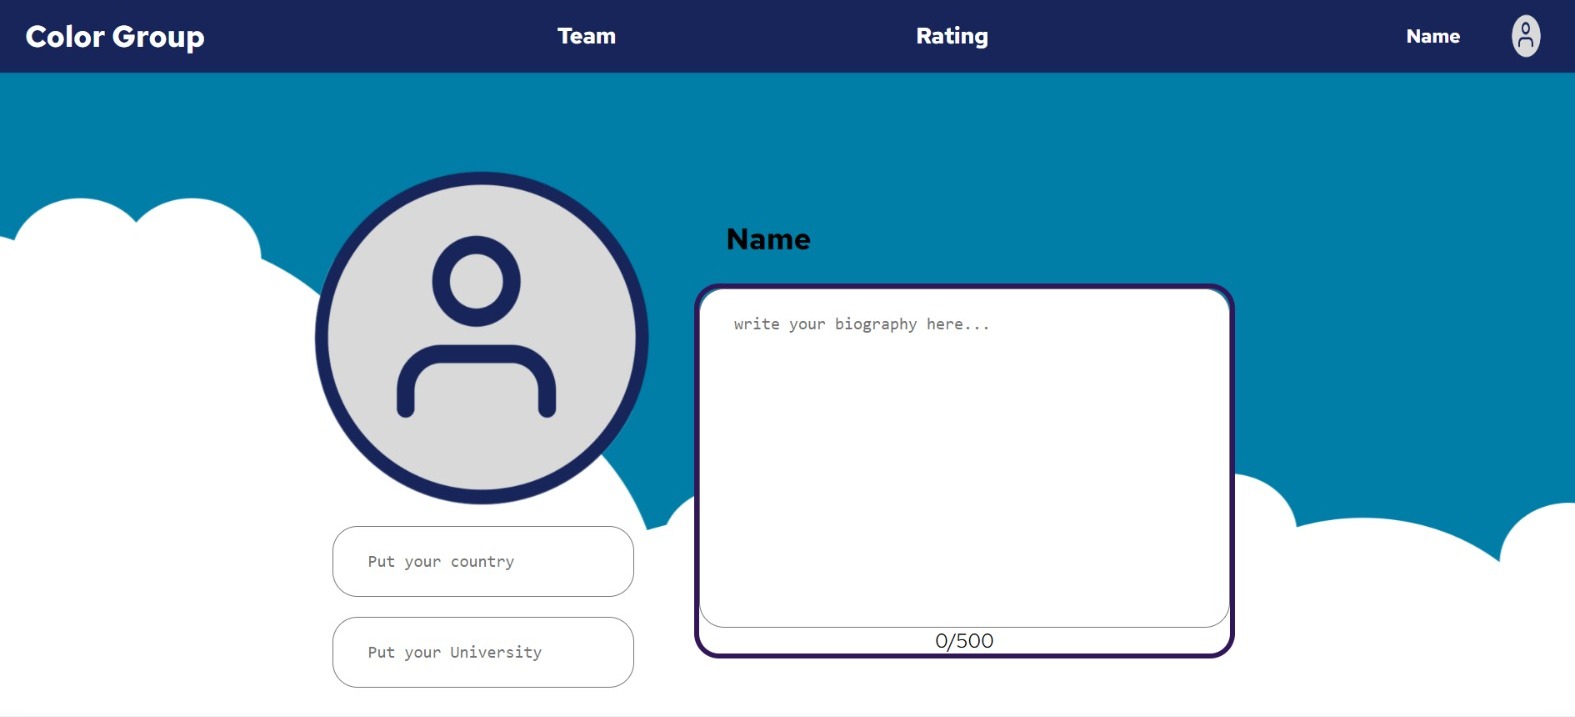 Color Group
Team
Rating
Name
Name
write your biography here...
Put your country
Put your University
0/500